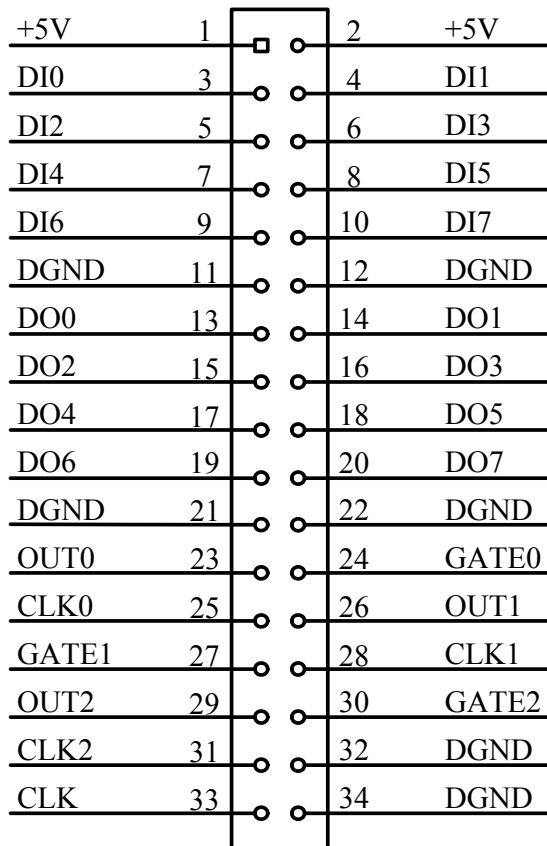 +5V 1 2 +5V
DI0 3 4 DI1
DI2 5 6 DI3
DI4 7 8 DI5
DI6 9 10 DI7
DGND 11 12 DGND
DO0 13 14 DO1
DO2 15 16 DO3
DO4 17 18 DO5
DO6 19 20 DO7
DGND 21 22 DGND
OUT0 23 24 GATE0
CLK0 25 26 OUT1
GATE1 27 28 CLK1
OUT2 29 30 GATE2
CLK2 31 32 DGND
CLK 33 34 DGND